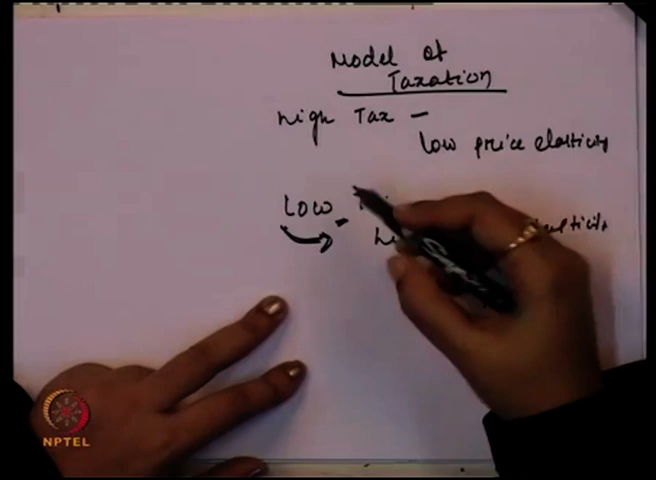 Model of
Taxation
High Tax –
low price elasticity
Low -
NPTEL